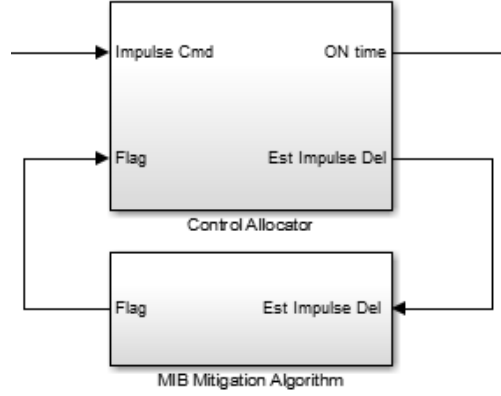 Impulse Cmd
ON time
Flag
Est Impulse Del
Control Allocator
Flag
Est Impulse Del
MIB Mitigation Algorithm